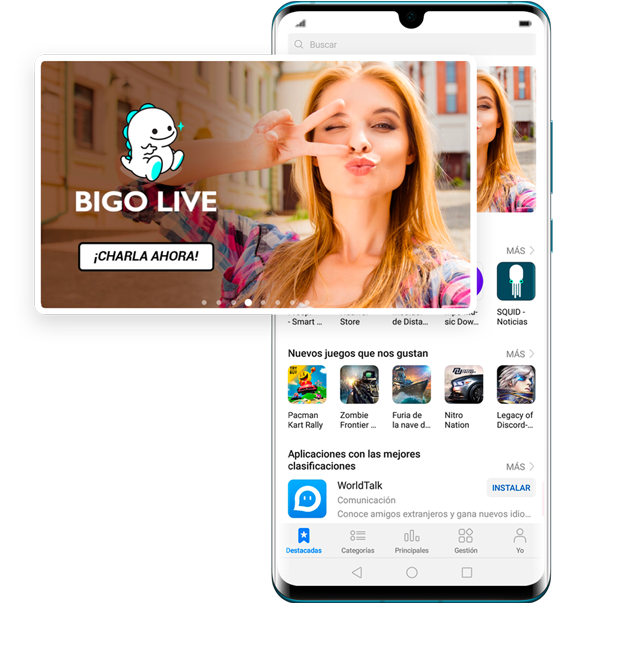 Buscar
BIGO LIVE
¡CHARLA AHORA!
MÁS
- Smart ...
Store
de Dista...
sic Dow...
SQUID -
Noticias
Nuevos juegos que nos gustan
MÁS
Pacman
Kart Rally
Zombie
Frontier ...
Furia de
la nave d...
Nitro
Nation
Legacy of
Discord-...
Aplicaciones con las mejores
clasificaciones
MÁS
WorldTalk
INSTALAR
Comunicación
Conoce amigos extranjeros y gana nuevos idio...
Destacadas
Categorías
Principales
Gestión
Yo